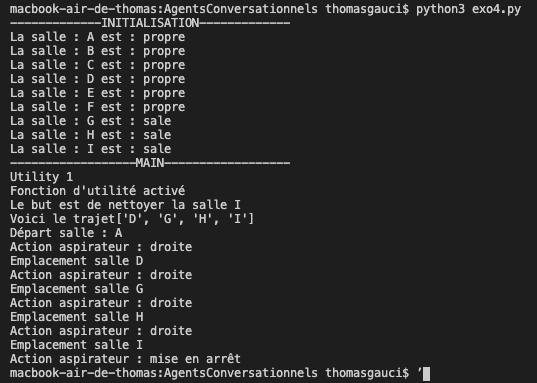 macbook-air-de-thomas:AgentsConversationnels thomasgauci$ python3 exo4.py
-------------INITIALISATION-------------
La salle : A est : propre
La salle : B est : propre
La salle : C est : propre
La salle : D est : propre
La salle : E est : propre
La salle : F est : propre
La salle : G est : sale
La salle : H est : sale
La salle : I est : sale
------------------MAIN------------------
Utility 1
Fonction d'utilité activé
Le but est de nettoyer la salle I
Voici le trajet['D', 'G', 'H', 'I']
Départ salle : A
Action aspirateur : droite
Emplacement salle D
Action aspirateur : droite
Emplacement salle G
Action aspirateur : droite
Emplacement salle H
Action aspirateur : droite
Emplacement salle I
Action aspirateur : mise en arrêt
macbook-air-de-thomas:AgentsConversationnels thomasgauci$ '